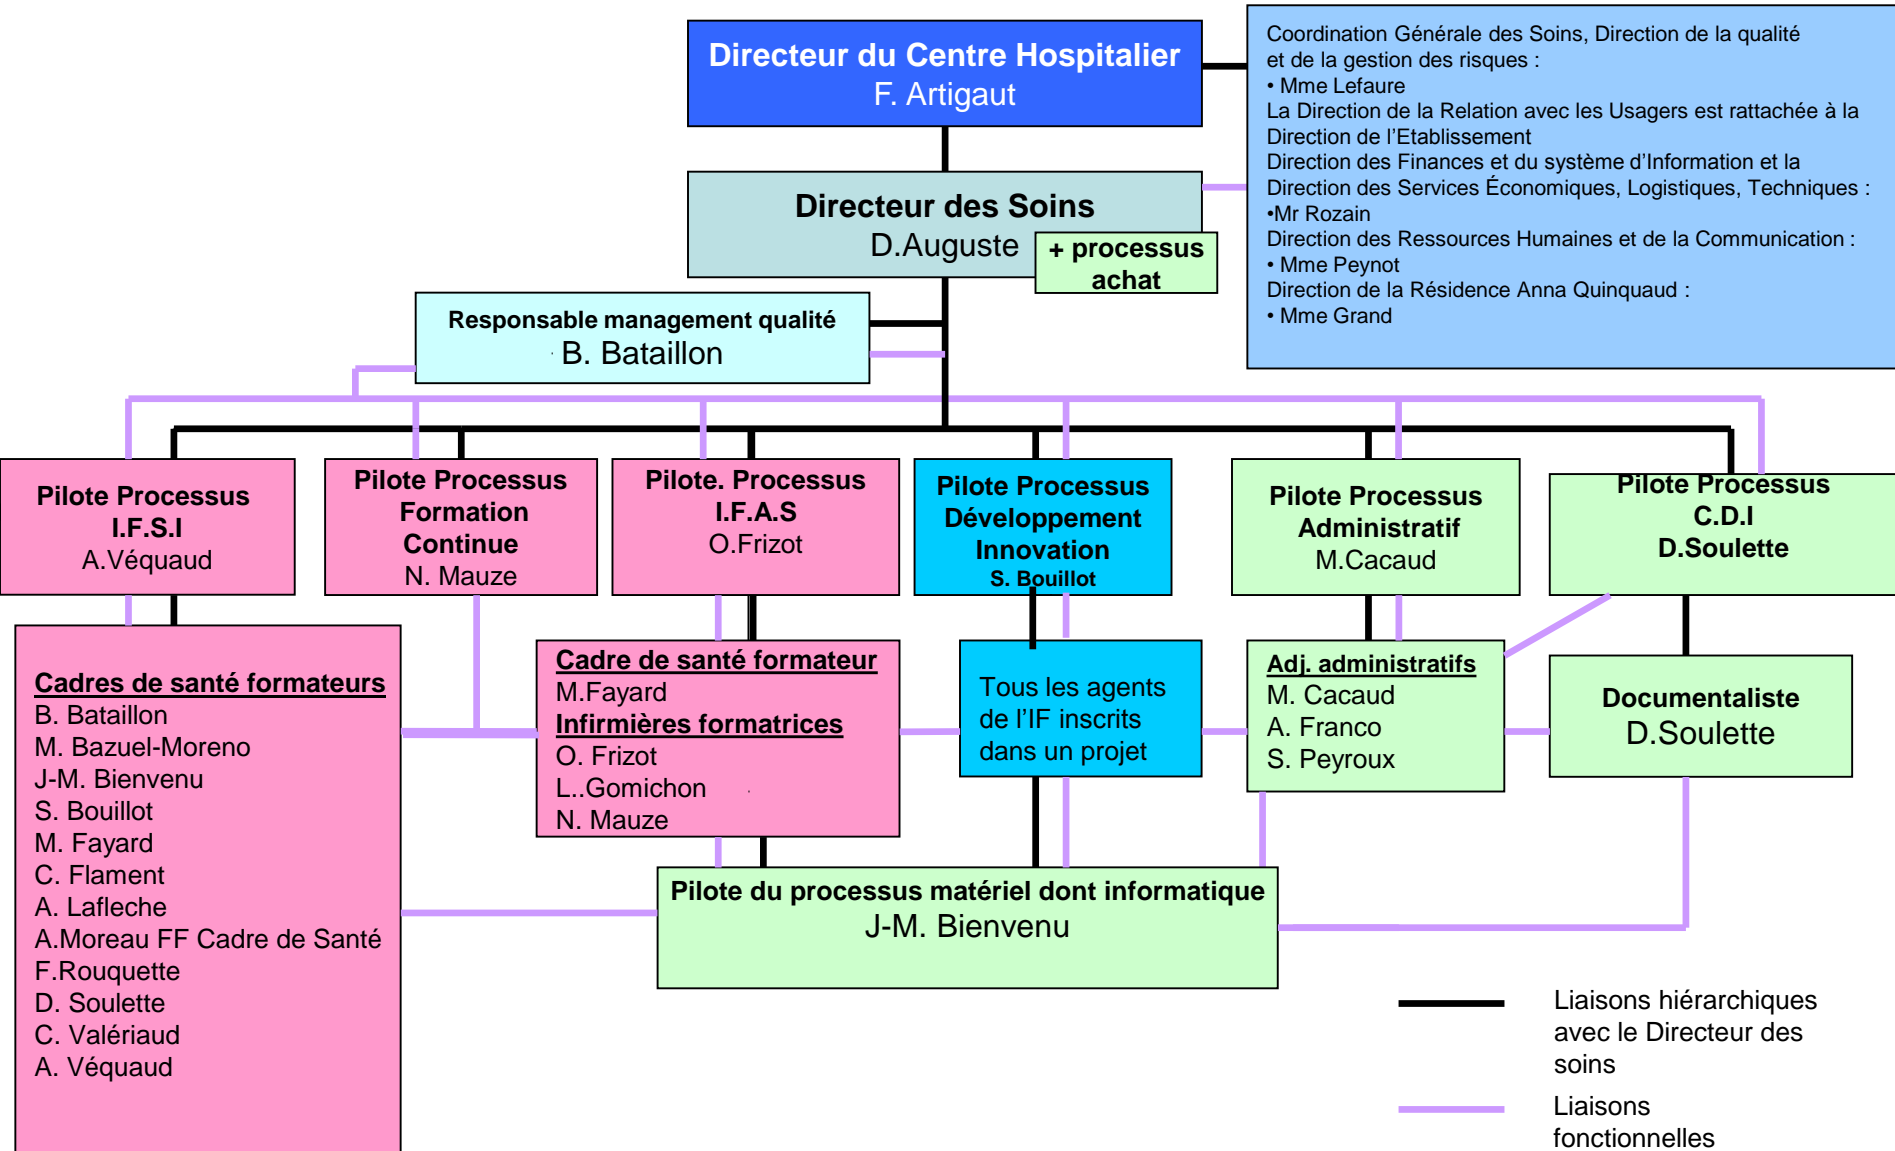 Directeur du Centre Hospitalier
F. Artigaut
Coordination Générale des Soins, Direction de la qualité
et de la gestion des risques :
• Mme Lefaure
La Direction de la Relation avec les Usagers est rattachée à la
Direction de l'Etablissement
Direction des Finances et du système d'Information et la
Direction des Services Économiques, Logistiques, Techniques :
•Mr Rozain
Direction des Ressources Humaines et de la Communication :
• Mme Peynot
Direction de la Résidence Anna Quinquaud :
• Mme Grand
Directeur des Soins
D.Auguste
+ processus
achat
Responsable management qualité
B. Bataillon
Pilote Processus
I.F.S.I
A.Véquaud
Pilote Processus
Formation
Continue
N. Mauze
Pilote. Processus
I.F.A.S
O.Frizot
Pilote Processus
Développement
Innovation
S. Bouillot
Pilote Processus
Administratif
M.Cacaud
Pilote Processus
C.D.I
D.Soulette
Cadres de santé formateurs
B. Bataillon
M. Bazuel-Moreno
J-M. Bienvenu
S. Bouillot
M. Fayard
C. Flament
A. Lafleche
A.Moreau FF Cadre de Santé
F.Rouquette
D. Soulette
C. Valériaud
A. Véquaud
Cadre de santé formateur
M.Fayard
Infirmières formatrices
O. Frizot
L..Gomichon
N. Mauze
Tous les agents
de l'IF inscrits
dans un projet
Adj. administratifs
M. Cacaud
A. Franco
S. Peyroux
Documentaliste
D.Soulette
Pilote du processus matériel dont informatique
J-M. Bienvenu
Liaisons hiérarchiques
avec le Directeur des
soins
Liaisons
fonctionnelles